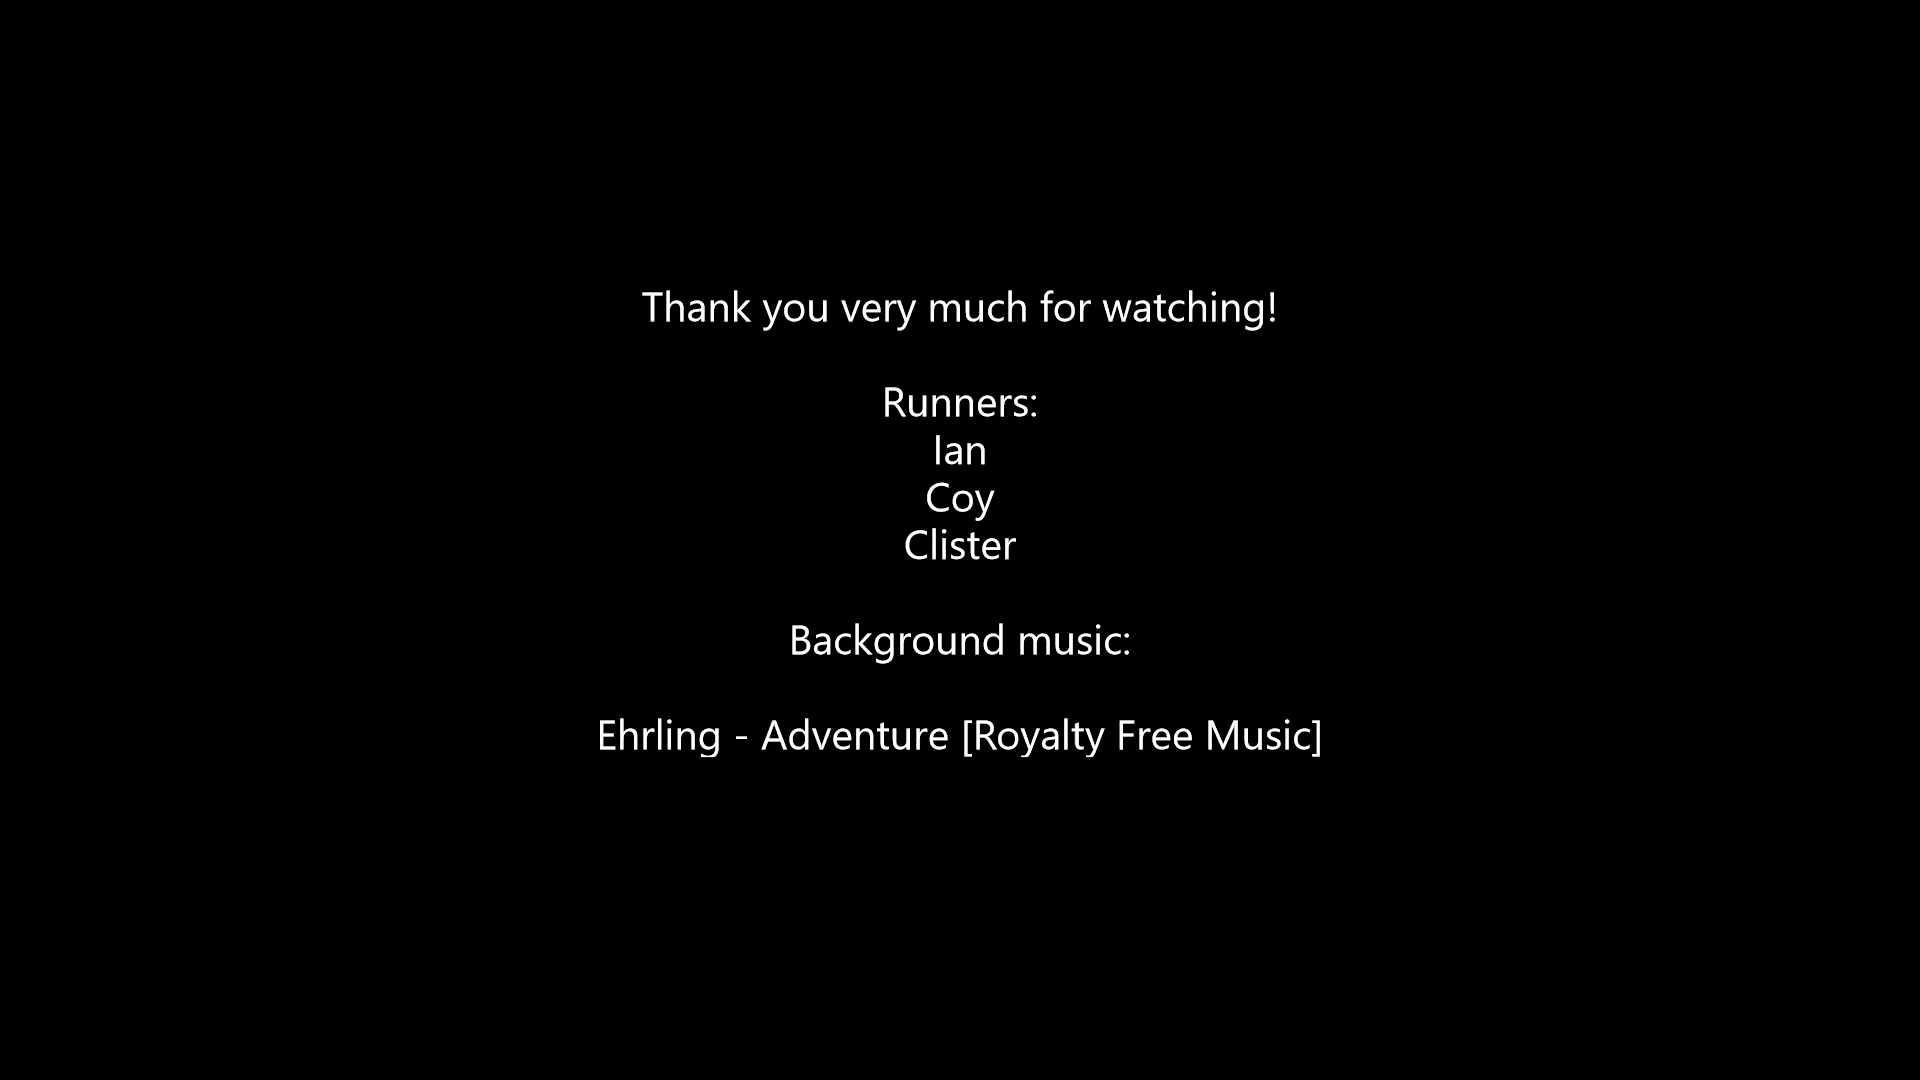 Thank you very much for watching!
Runners:
Ian
Coy
Clister
Background music:
Ehrling - Adventure [Royalty Free Music]